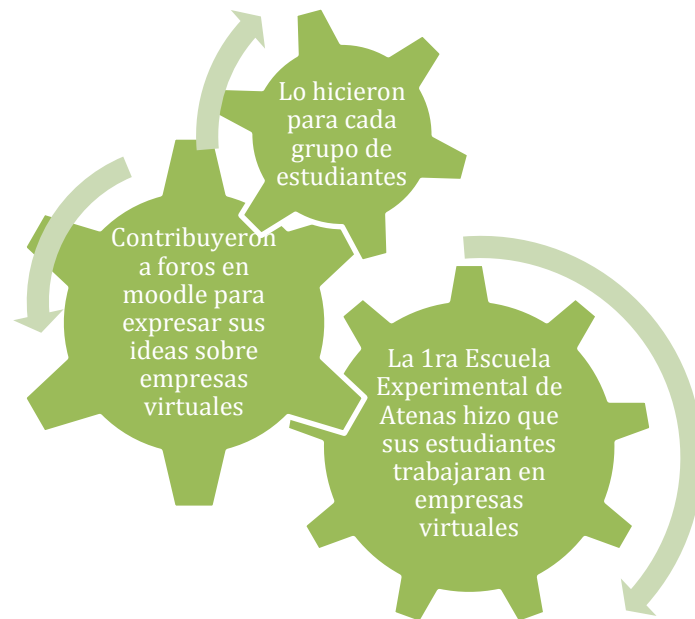 Lo hicieron
para cada
grupo de
estudiantes
Contribuyeron
a foros en
moodle para
expresar sus
ideas sobre
empresas
virtuales
La 1ra Escuela
Experimental de
Atenas hizo que
sus estudiantes
trabajaran en
empresas
virtuales